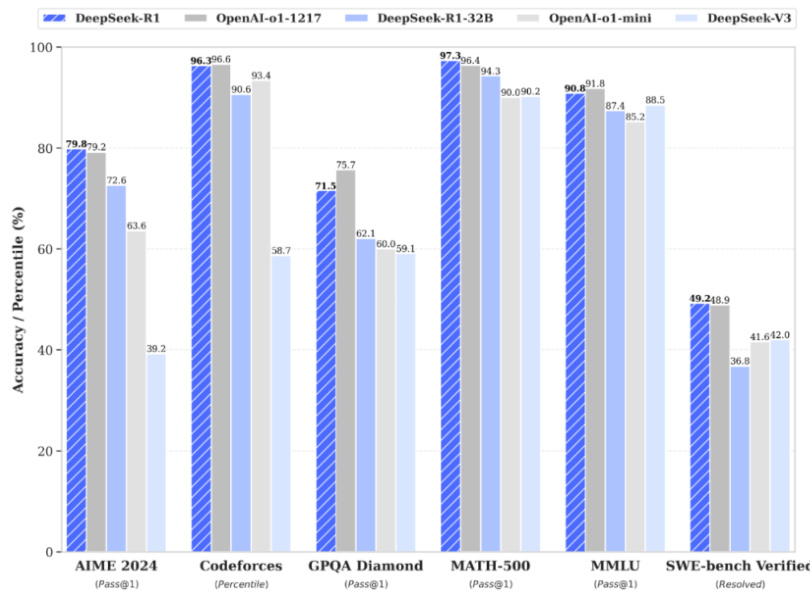 DeepSeek-R1 OpenAI-o1-1217 DeepSeek-R1-32B OpenAI-o1-mini DeepSeek-V3
Accuracy / Percentile (%)
100
80
60
40
20
0
79.8 79.2 72.6 63.6 39.2
96.3 96.6 90.6 93.4 58.7
71.5 75.7 62.1 60.0 59.1
97.3 96.4 94.3 90.0 90.2
90.8 91.8 87.4 85.2 88.5
49.2 48.9 36.8 41.6 42.0
AIME 2024 Codeforces GPQA Diamond MATH-500 MMLU SWE-bench Verified
(Pass@1) (Percentile) (Pass@1) (Pass@1) (Pass@1) (Resolved)